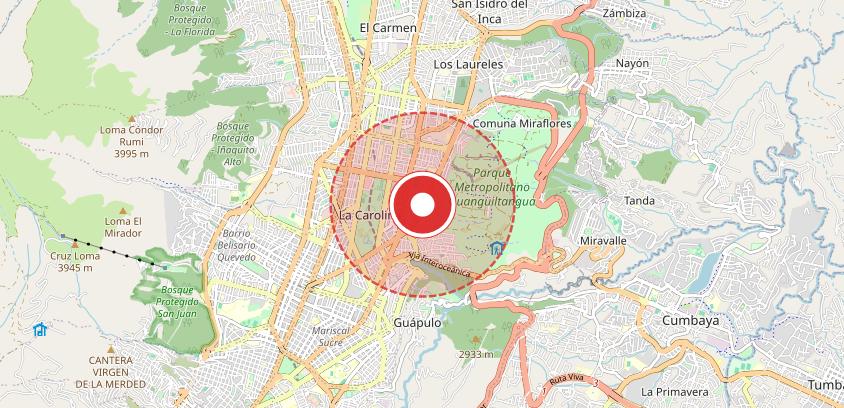 Bosque
Protegido
- La Florida
El Carmen
San Isidro del
Inca
Zámbiza
Los Laureles
Nayón
Loma Cóndor
Rumi
3995 m
Bosque
Protegido
- Iñaquito
Alto
Comuna Miraflores
Parque
Metropolitano
uanguiltangua
Tanda
La Carolin
Loma El
Mirador
Barrio
Belisario
Quevedo
Cruz Loma
3945 m
Miravalle
Interoceánica
Bosque
Protegido
San Juan
Guápulo
Cumbaya
Mariscal
Sucre
2933 m
CANTERA
VIRGEN
DE LA MERDED
Ruta Viva
La Primavera
Tumba